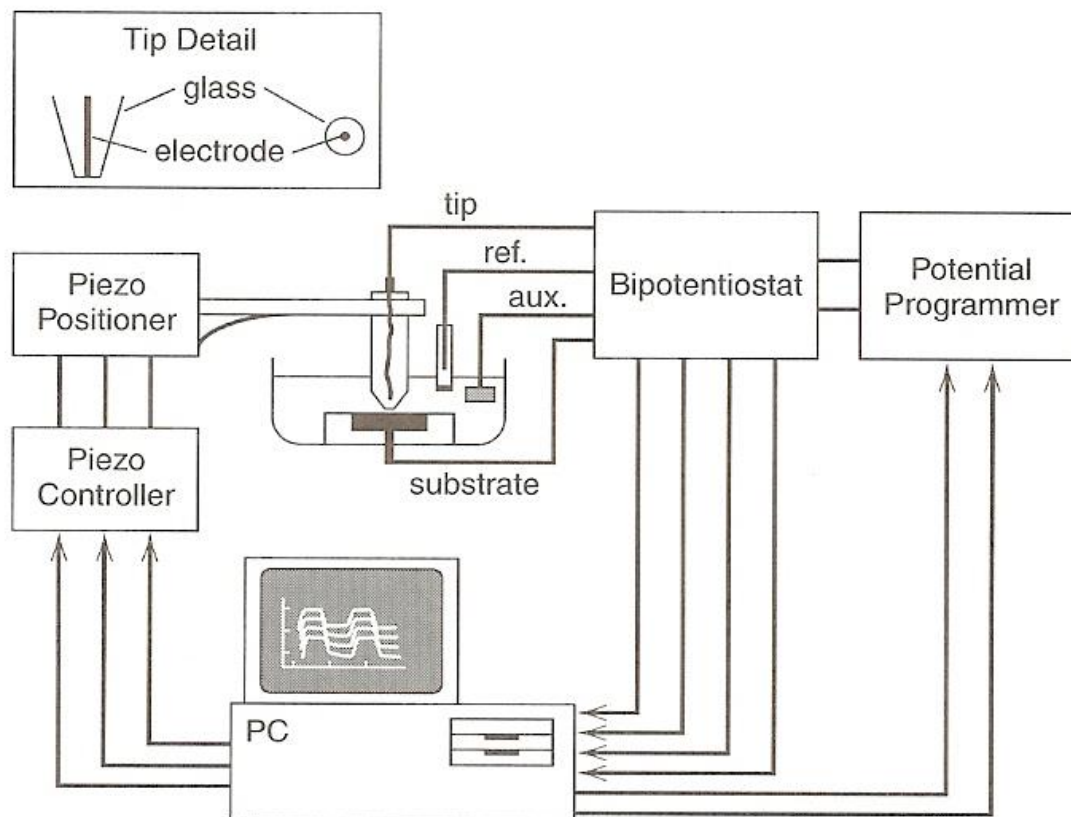 Tip Detail
glass
electrode
tip
ref.
aux.
substrate
Piezo
Positioner
Piezo
Controller
Bipotentiostat
Potential
Programmer
PC